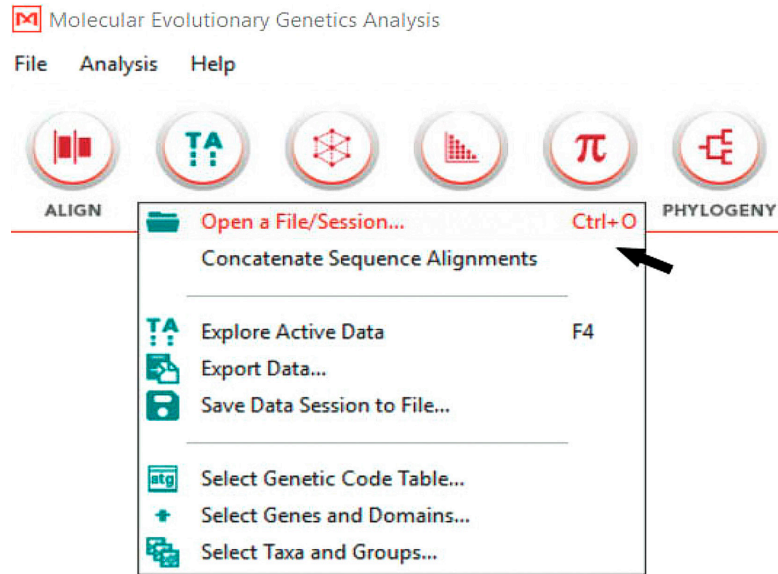 Molecular Evolutionary Genetics Analysis
File Analysis Help
TA
π
ALIGN
PHYLOGENY
Open a File/Session... Ctrl+O
Concatenate Sequence Alignments
TA Explore Active Data F4
Export Data...
Save Data Session to File...
atg Select Genetic Code Table...
Select Genes and Domains...
Select Taxa and Groups...